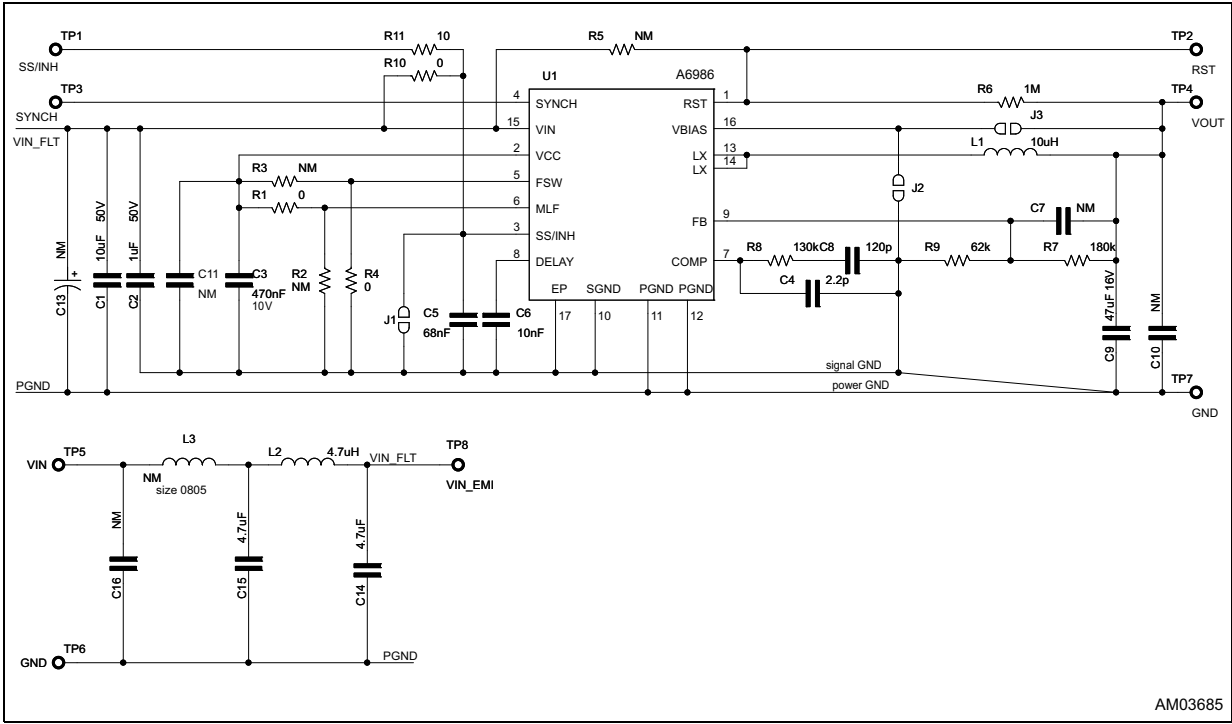 TP1
SS/INH
R11 10
R10 0
R5 NM
TP2
RST
U1
A6986
TP3
SYNCH
4 SYNCH
RST 1
R6 1M
TP4
VOUT
VIN_FLT
15 VIN
VBIAS 16
J3
2 VCC
LX 13
LX 14
L1 10uH
R3 NM
5 FSW
R1 0
6 MLF
J2
C7 NM
FB 9
3 SS/INH
8 DELAY
COMP 7
R8 130k
C8 120p
R9 62k
R7 180k
C4 2.2p
C13 NM
C1 10uF 50V
C2 1uF 50V
C11
NM
C3
470nF
10V
R2
NM
R4
0
J1
C5
68nF
C6
10nF
EP
17
SGND
10
PGND
11
PGND
12
C9 47uF 16V
C10 NM
signal GND
power GND
PGND
TP7
GND
VIN TP5
L3
NM
size 0805
L2 4.7uH
VIN_FLT
TP8
VIN_EMI
C16 NM
C15 4.7uF
C14 4.7uF
GND TP6
PGND
AM03685